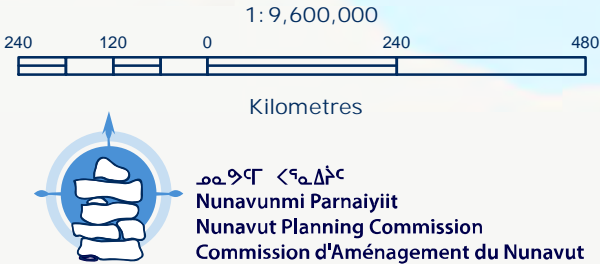 1:9,600,000
240 120 0 240 480
Kilometres
ᓄᓇᕗᑦᒥ ᐸᕐᓇᐃᔩᑦ
Nunavunmi Parnaiyiit
Nunavut Planning Commission
Commission d'Aménagement du Nunavut